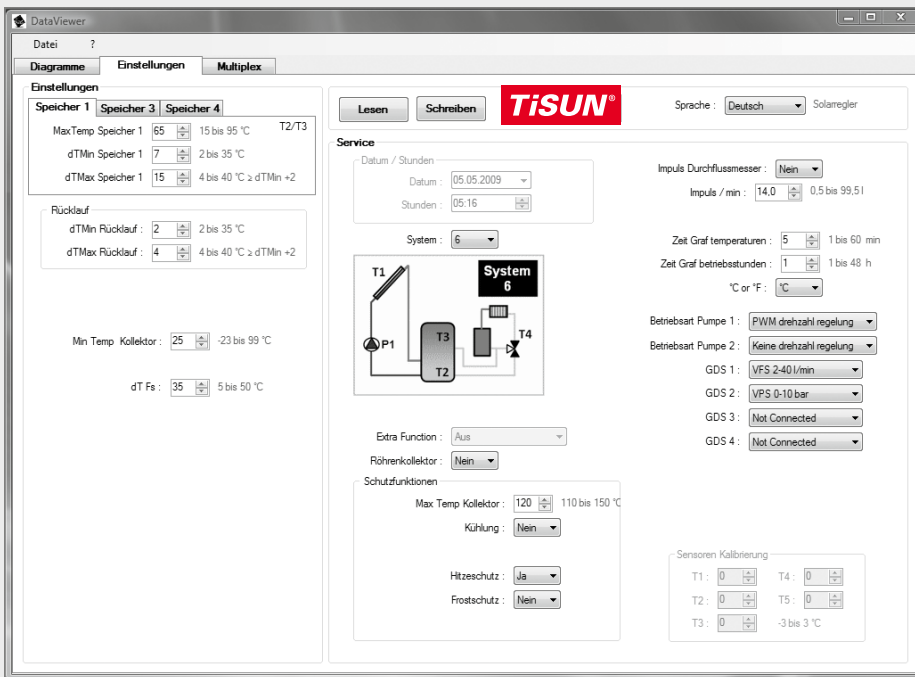 DataViewer
Datei ?
Diagramme Einstellungen Multiplex
Einstellungen
Speicher 1 Speicher 3 Speicher 4
MaxTemp Speicher 1 65 15 bis 95 °C T2/T3
dTMin Speicher 1 7 2 bis 35 °C
dTMax Speicher 1 15 4 bis 40 °C ≥ dTMin +2
Rücklauf
dTMin Rücklauf : 2 2 bis 35 °C
dTMax Rücklauf : 4 4 bis 40 °C ≥ dTMin +2
Min Temp Kollektor : 25 -23 bis 99 °C
dT Fs : 35 5 bis 50 °C
Lesen Schreiben TiSUN® Sprache : Deutsch Solarregler
Service
Datum / Stunden
Datum : 05.05.2009
Stunden : 05:16
System : 6
T1
System
6
P1
T3
T4
T2
Extra Function : Aus
Röhrenkollektor : Nein
Schutzfunktionen
Max Temp Kollektor : 120 110 bis 150 °C
Kühlung : Nein
Hitzeschutz : Ja
Frostschutz : Nein
Impuls Durchflussmesser : Nein
Impuls / min : 14,0 0,5 bis 99,5 l
Zeit Graf temperaturen : 5 1 bis 60 min
Zeit Graf betriebsstunden : 1 1 bis 48 h
°C or °F : °C
Betriebsart Pumpe 1 : PWM drehzahl regelung
Betriebsart Pumpe 2 : Keine drehzahl regelung
GDS 1 : VFS 2-40 l/min
GDS 2 : VPS 0-10 bar
GDS 3 : Not Connected
GDS 4 : Not Connected
Sensoren Kalibrierung
T1 : 0 T4 : 0
T2 : 0 T5 : 0
T3 : 0 -3 bis 3 °C